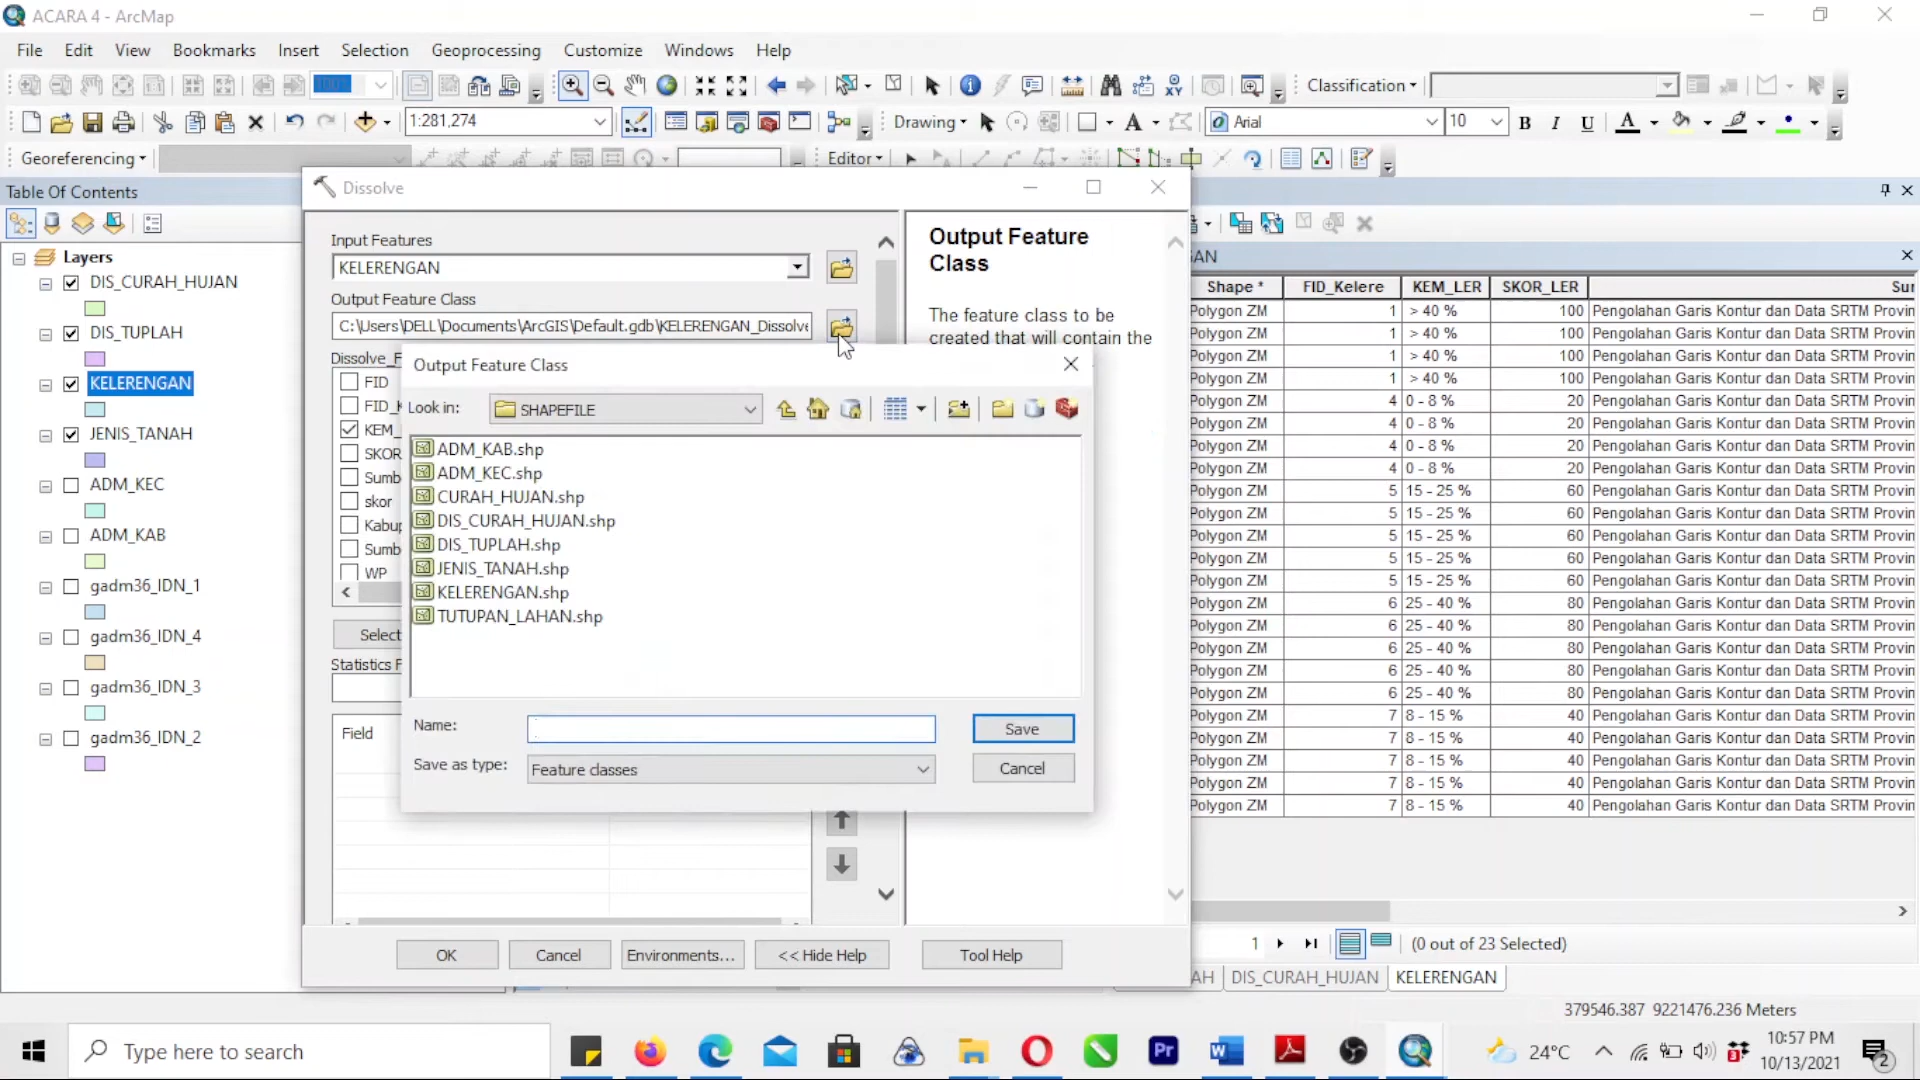 ACARA 4 - ArcMap
File Edit View Bookmarks Insert Selection Geoprocessing Customize Windows Help
Classification
1:281,274
Drawing
Arial
10
B I U A
Georeferencing
Editor
Table Of Contents
Layers
DIS_CURAH_HUJAN
DIS_TUPLAH
KELERENGAN
JENIS_TANAH
ADM_KEC
ADM_KAB
gadm36_IDN_1
gadm36_IDN_4
gadm36_IDN_3
gadm36_IDN_2
Dissolve
Input Features
KELERENGAN
Output Feature Class
C:\Users\DELL\Documents\ArcGIS\Default.gdb\KELERENGAN_Dissolve
Dissolve_F
FID
FID_K
KEM_
SKOR
Sumb
skor
Kabup
Sumb
WP
Select
Statistics F
Field
OK
Cancel
Environments...
<< Hide Help
Tool Help
Output Feature
Class
The feature class to be
created that will contain the
Output Feature Class
Look in:
SHAPEFILE
ADM_KAB.shp
ADM_KEC.shp
CURAH_HUJAN.shp
DIS_CURAH_HUJAN.shp
DIS_TUPLAH.shp
JENIS_TANAH.shp
KELERENGAN.shp
TUTUPAN_LAHAN.shp
Name:
Save
Save as type:
Feature classes
Cancel
AN
Shape * FID_Kelere KEM_LER SKOR_LER Sur
Polygon ZM 1 > 40 % 100 Pengolahan Garis Kontur dan Data SRTM Provin
Polygon ZM 1 > 40 % 100 Pengolahan Garis Kontur dan Data SRTM Provin
Polygon ZM 1 > 40 % 100 Pengolahan Garis Kontur dan Data SRTM Provin
Polygon ZM 1 > 40 % 100 Pengolahan Garis Kontur dan Data SRTM Provin
Polygon ZM 4 0 - 8 % 20 Pengolahan Garis Kontur dan Data SRTM Provin
Polygon ZM 4 0 - 8 % 20 Pengolahan Garis Kontur dan Data SRTM Provin
Polygon ZM 4 0 - 8 % 20 Pengolahan Garis Kontur dan Data SRTM Provin
Polygon ZM 4 0 - 8 % 20 Pengolahan Garis Kontur dan Data SRTM Provin
Polygon ZM 5 15 - 25 % 60 Pengolahan Garis Kontur dan Data SRTM Provin
Polygon ZM 5 15 - 25 % 60 Pengolahan Garis Kontur dan Data SRTM Provin
Polygon ZM 5 15 - 25 % 60 Pengolahan Garis Kontur dan Data SRTM Provin
Polygon ZM 5 15 - 25 % 60 Pengolahan Garis Kontur dan Data SRTM Provin
Polygon ZM 5 15 - 25 % 60 Pengolahan Garis Kontur dan Data SRTM Provin
Polygon ZM 6 25 - 40 % 80 Pengolahan Garis Kontur dan Data SRTM Provin
Polygon ZM 6 25 - 40 % 80 Pengolahan Garis Kontur dan Data SRTM Provin
Polygon ZM 6 25 - 40 % 80 Pengolahan Garis Kontur dan Data SRTM Provin
Polygon ZM 6 25 - 40 % 80 Pengolahan Garis Kontur dan Data SRTM Provin
Polygon ZM 6 25 - 40 % 80 Pengolahan Garis Kontur dan Data SRTM Provin
Polygon ZM 7 8 - 15 % 40 Pengolahan Garis Kontur dan Data SRTM Provin
Polygon ZM 7 8 - 15 % 40 Pengolahan Garis Kontur dan Data SRTM Provin
Polygon ZM 7 8 - 15 % 40 Pengolahan Garis Kontur dan Data SRTM Provin
Polygon ZM 7 8 - 15 % 40 Pengolahan Garis Kontur dan Data SRTM Provin
Polygon ZM 7 8 - 15 % 40 Pengolahan Garis Kontur dan Data SRTM Provin
1 (0 out of 23 Selected)
AH DIS_CURAH_HUJAN KELERENGAN
379546.387 9221476.236 Meters
Type here to search
Pr
24°C
10:57 PM
10/13/2021
2